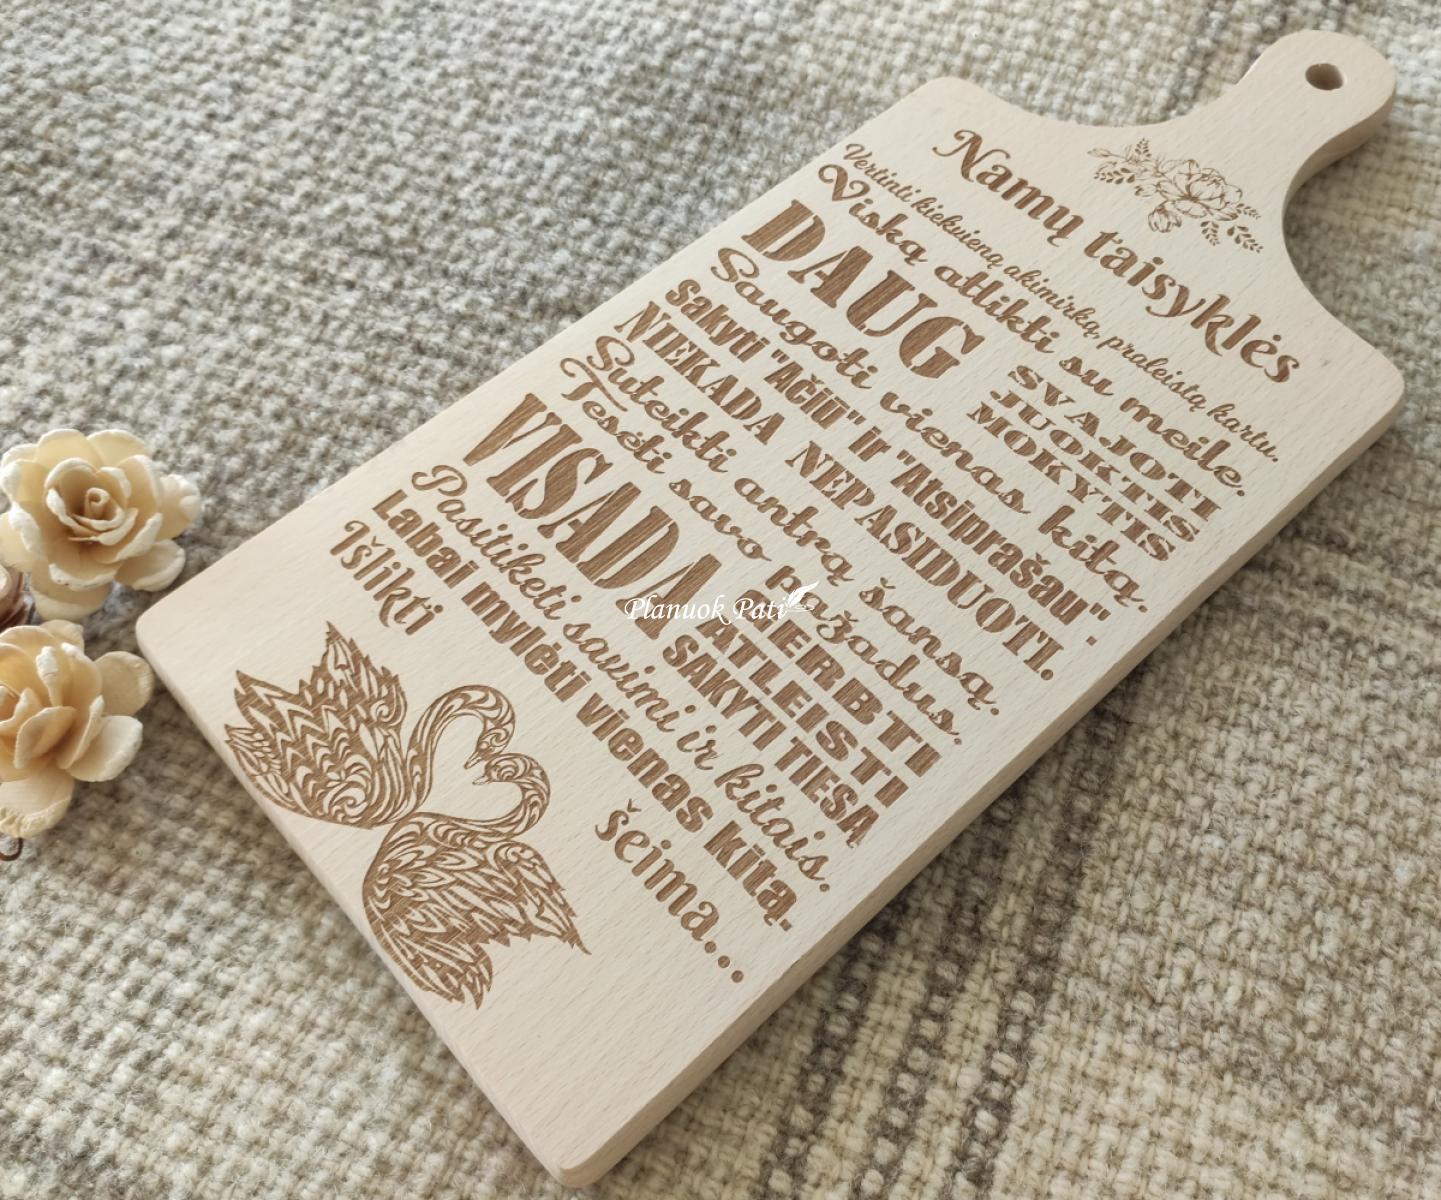 Namų taisyklės
Vertinti kiekvieną akimirką, praleistą kartu.
Viską atlikti su meile.
DAUG
SVAJOTI
JUOKTIS
MOKYTIS
Saugoti vienas kitą.
Sakyti "Ačiū" ir "Atsiprašau".
NIEKADA NEPASIDUOTI.
Suteikti antrą šansą.
Tesėti savo pažadus.
VISADA
GERBTI
ATLEISTI
SAKYTI TIESĄ
Pasitikėti savimi ir kitais.
Labai mylėti vienas kitą.
Išlikti
šeima...
Planuok Pati